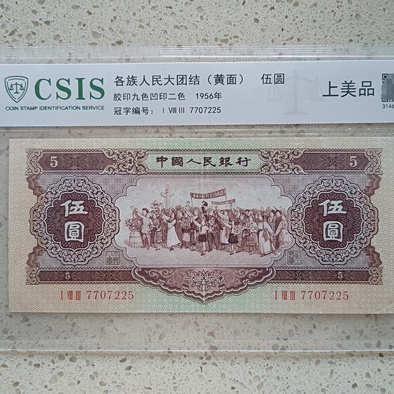 CSIS
COIN STAMP IDENTIFICATION SERVICE
各族人民大团结（黄面） 伍圆
胶印九色凹印二色 1956年
冠字编号： I VIII III 7707225
上美品
3148
5 中國人民銀行 5
伍圓 伍圓
5 5
I VIII III 7707225 I VIII III 7707225